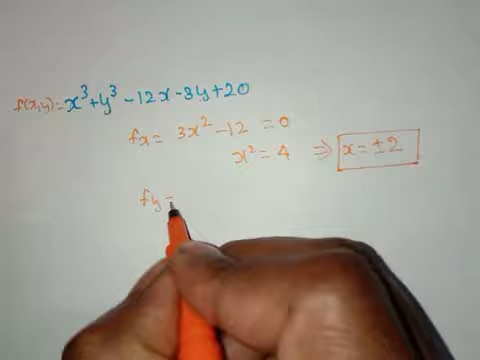 f(x,y) = x³ + y³ - 12x - 3y + 20
fx = 3x² - 12 = 0
x² = 4 ⇒ x = ±2
fy =